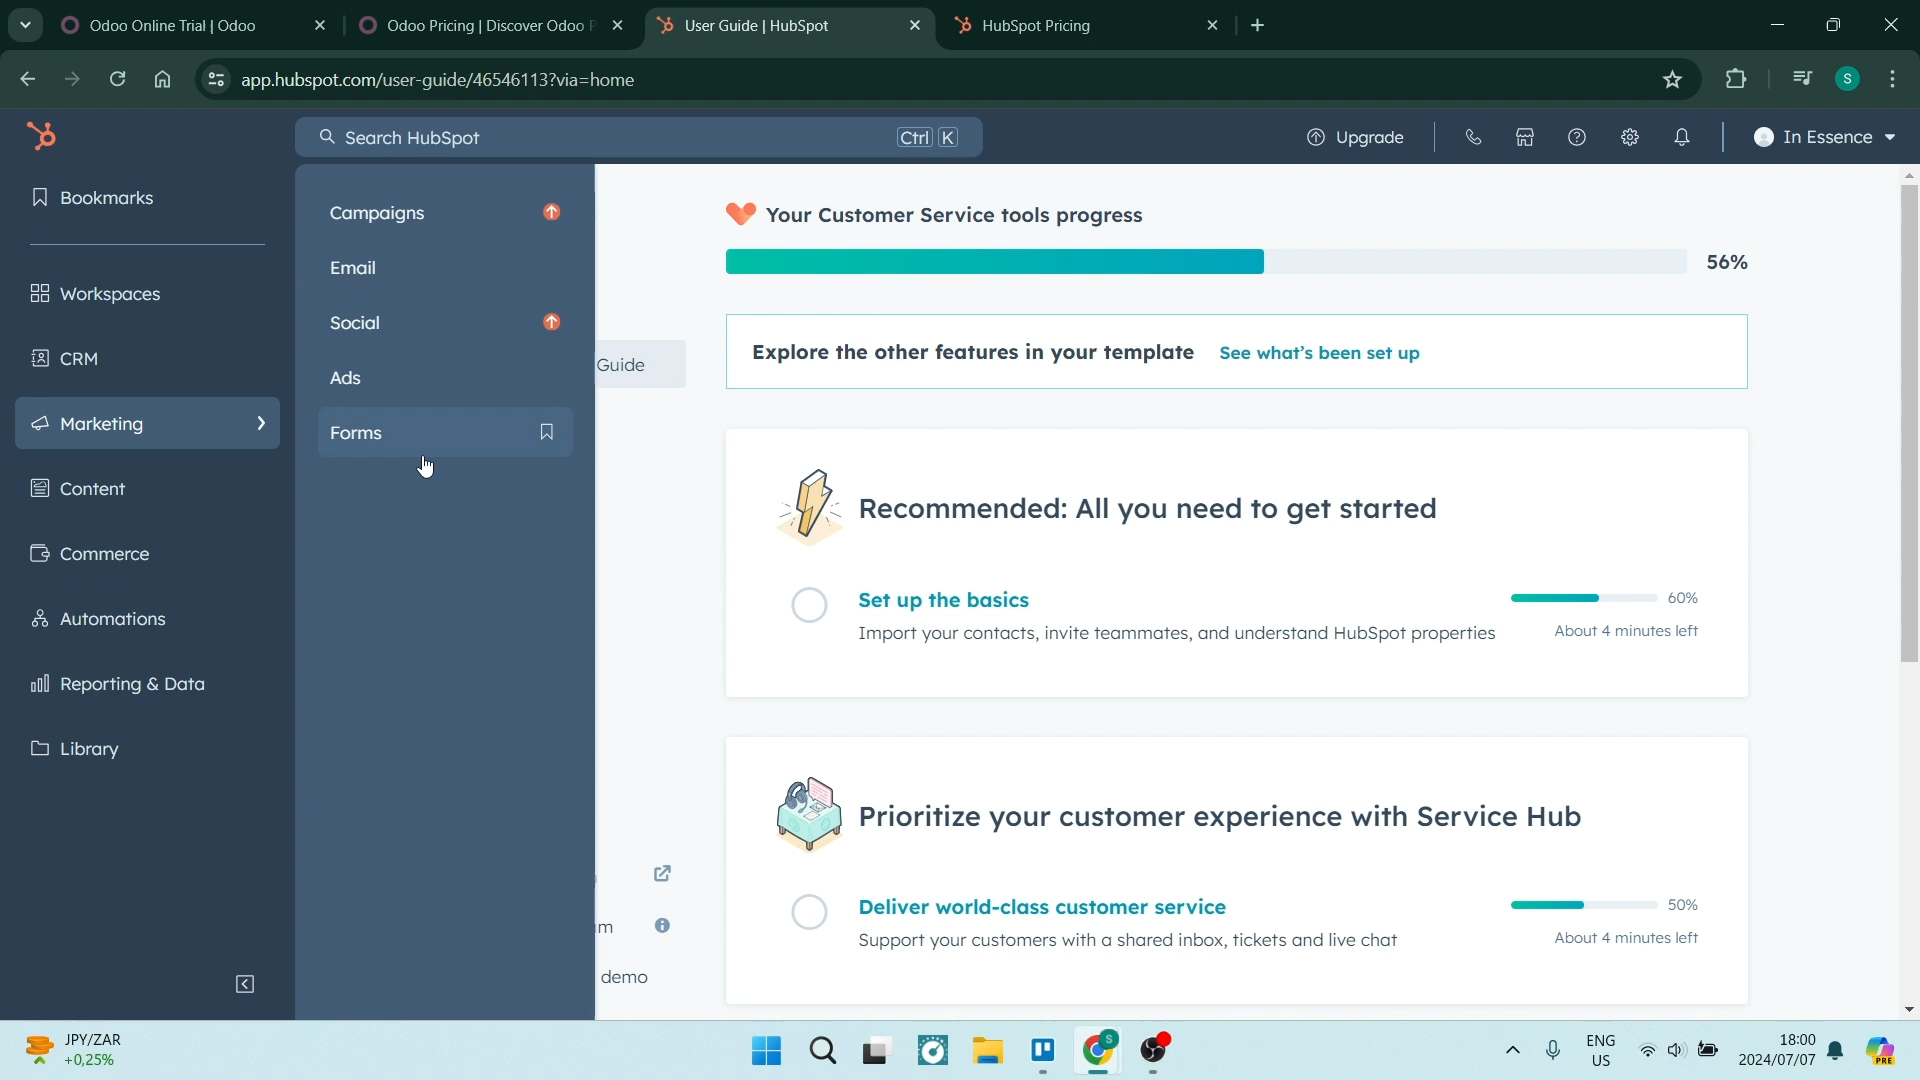 Odoo Online Trial | Odoo
Odoo Pricing | Discover Odoo P
User Guide | HubSpot
HubSpot Pricing
app.hubspot.com/user-guide/46546113?via=home
S
Search HubSpot
Ctrl K
Upgrade
In Essence
Bookmarks
Workspaces
CRM
Marketing
Content
Commerce
Automations
Reporting & Data
Library
Campaigns
Email
Social
Ads
Forms
Guide
m
demo
Your Customer Service tools progress
56%
Explore the other features in your template See what's been set up
Recommended: All you need to get started
Set up the basics
60%
Import your contacts, invite teammates, and understand HubSpot properties
About 4 minutes left
Prioritize your customer experience with Service Hub
Deliver world-class customer service
50%
Support your customers with a shared inbox, tickets and live chat
About 4 minutes left
JPY/ZAR
+0,25%
S
ENG
US
18:00
2024/07/07
PRE